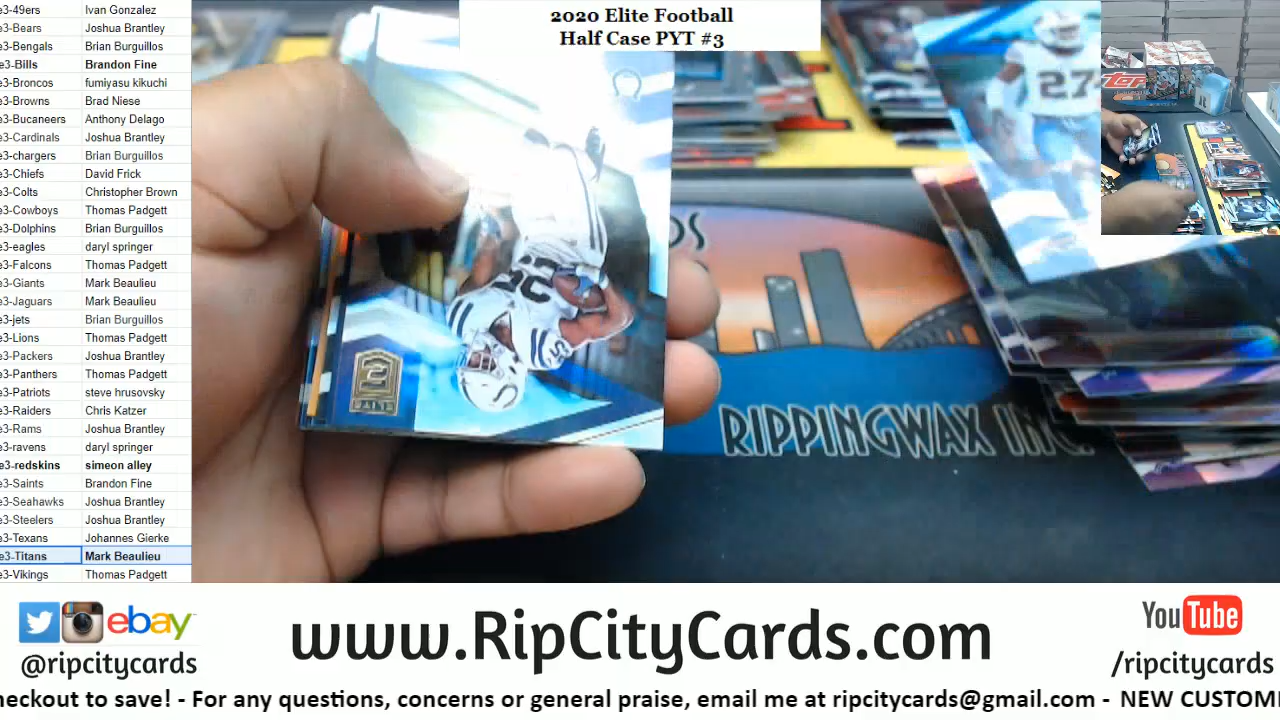 2020 Elite Football
Half Case PYT #3
e3-49ers Ivan Gonzalez
e3-Bears Joshua Brantley
e3-Bengals Brian Burguillos
e3-Bills Brandon Fine
e3-Broncos fumiyasu kikuchi
e3-Browns Brad Niese
e3-Bucaneers Anthony Delago
e3-Cardinals Joshua Brantley
e3-chargers Brian Burguillos
e3-Chiefs David Frick
e3-Colts Christopher Brown
e3-Cowboys Thomas Padgett
e3-Dolphins Brian Burguillos
e3-eagles daryl springer
e3-Falcons Thomas Padgett
e3-Giants Mark Beaulieu
e3-Jaguars Mark Beaulieu
e3-jets Brian Burguillos
e3-Lions Thomas Padgett
e3-Packers Joshua Brantley
e3-Panthers Thomas Padgett
e3-Patriots steve hrusovsky
e3-Raiders Chris Katzer
e3-Rams Joshua Brantley
e3-ravens daryl springer
e3-redskins simeon alley
e3-Saints Brandon Fine
e3-Seahawks Joshua Brantley
e3-Steelers Joshua Brantley
e3-Texans Johannes Gierke
e3-Titans Mark Beaulieu
e3-Vikings Thomas Padgett
27
TOPPS
DS
RIPPINGWAX INC.
ebay
@ripcitycards
www.RipCityCards.com
YouTube
/ripcitycards
heckout to save! - For any questions, concerns or general praise, email me at ripcitycards@gmail.com - NEW CUSTOME